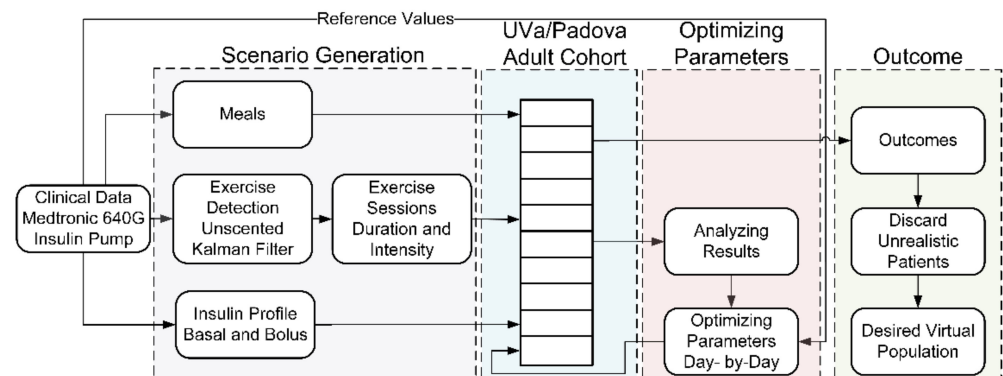 Reference Values
Scenario Generation
UVa/Padova
Adult Cohort
Optimizing
Parameters
Outcome
Clinical Data
Medtronic 640G
Insulin Pump
Meals
Exercise
Detection
Unscented
Kalman Filter
Exercise
Sessions
Duration and
Intensity
Insulin Profile
Basal and Bolus
Analyzing
Results
Optimizing
Parameters
Day- by-Day
Outcomes
Discard
Unrealistic
Patients
Desired Virtual
Population